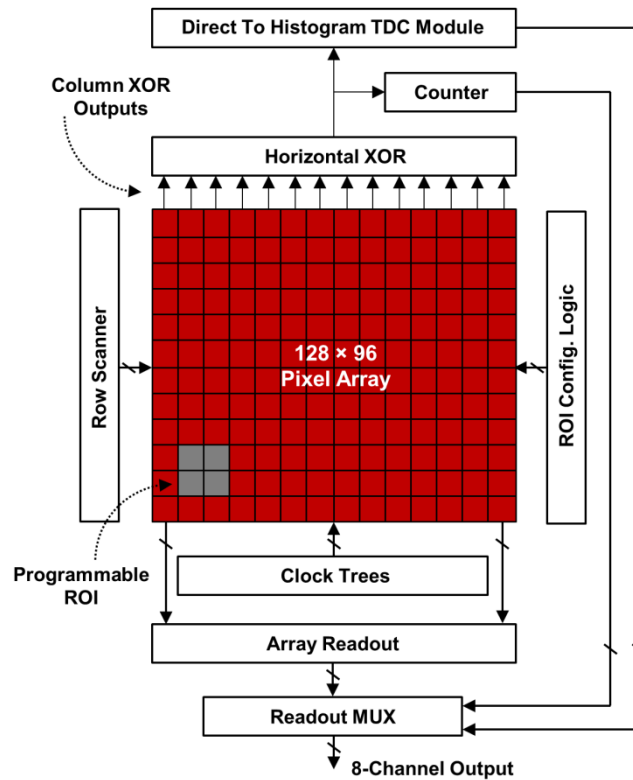 Direct To Histogram TDC Module
Column XOR
Outputs
Counter
Horizontal XOR
Row Scanner
128 × 96
Pixel Array
ROI Config. Logic
Programmable
ROI
Clock Trees
Array Readout
Readout MUX
8-Channel Output